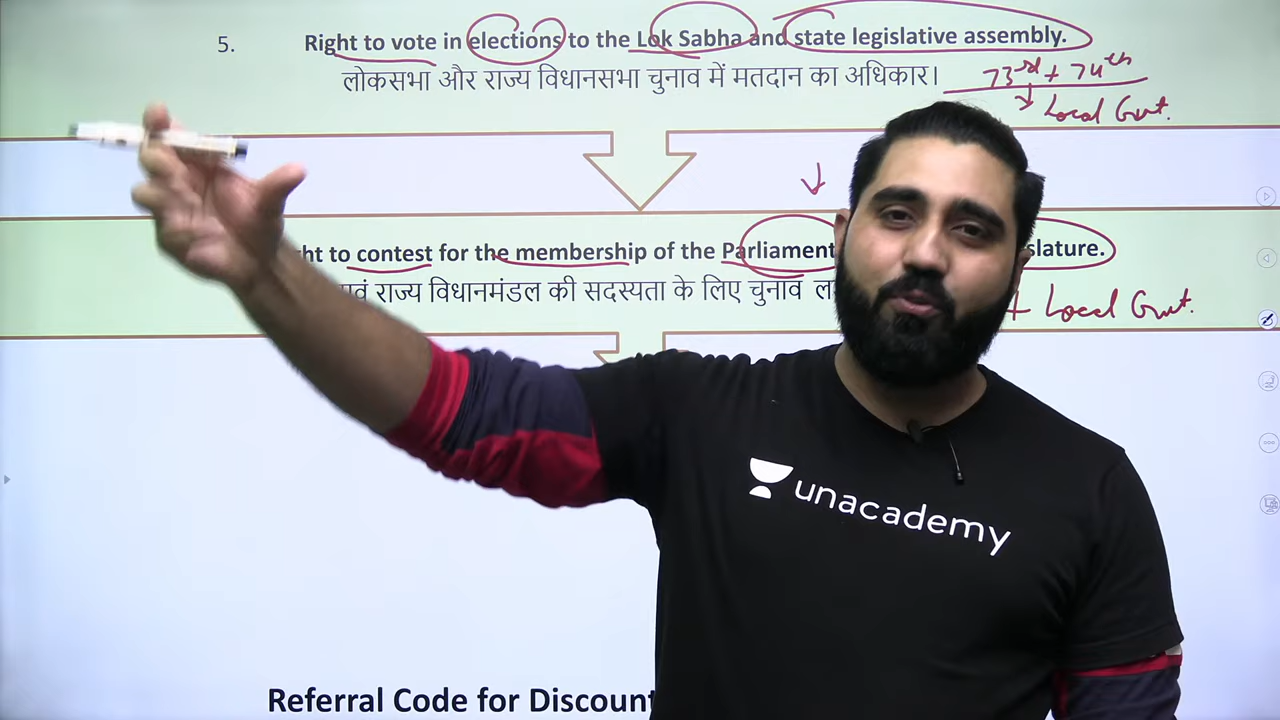 5. Right to vote in elections to the Lok Sabha and state legislative assembly.
लोकसभा और राज्य विधानसभा चुनाव में मतदान का अधिकार।
73rd + 74th
Local Govt.
ht to contest for the membership of the Parliament slature.
एवं राज्य विधानमंडल की सदस्यता के लिए चुनाव
+ Local Govt.
unacademy
Referral Code for Discount